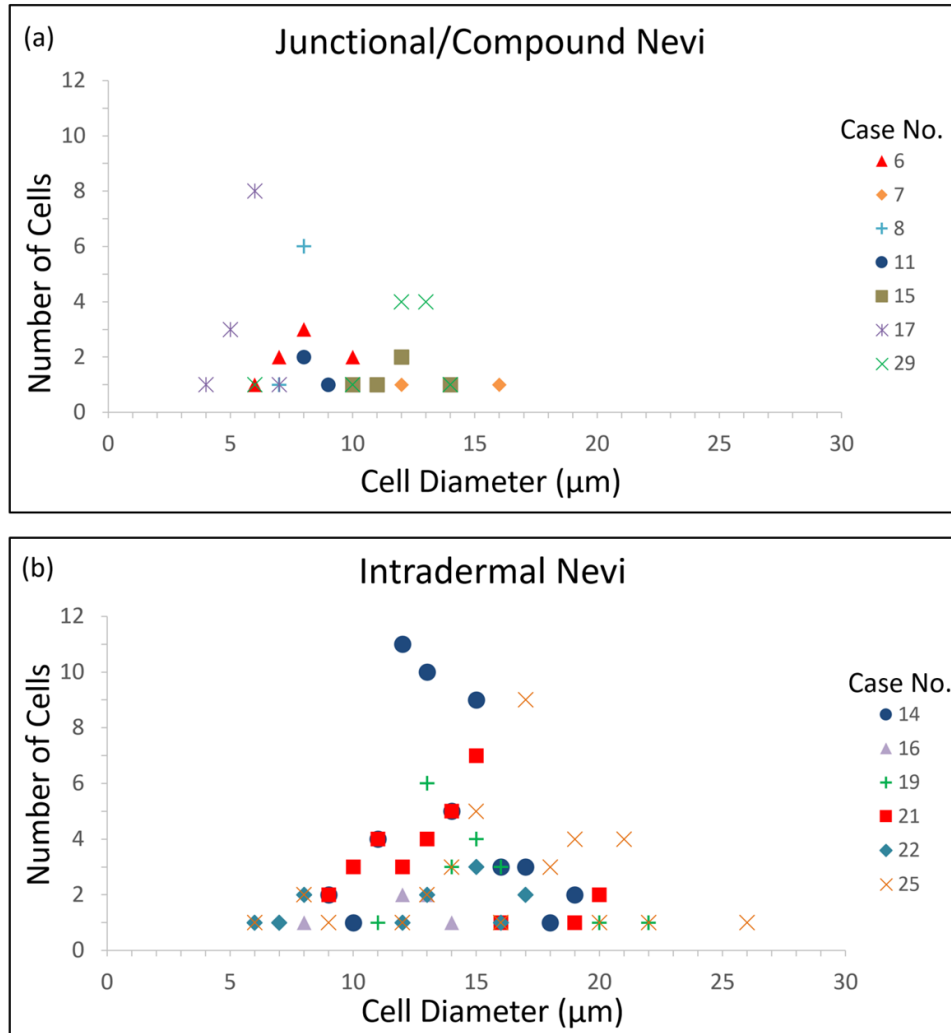 (a)
Junctional/Compound Nevi
12
10
8
6
4
2
0
Number of Cells
0 5 10 15 20 25 30
Cell Diameter (μm)
Case No.
6
7
8
11
15
17
29
(b)
Intradermal Nevi
12
10
8
6
4
2
0
Number of Cells
0 5 10 15 20 25 30
Cell Diameter (μm)
Case No.
14
16
19
21
22
25